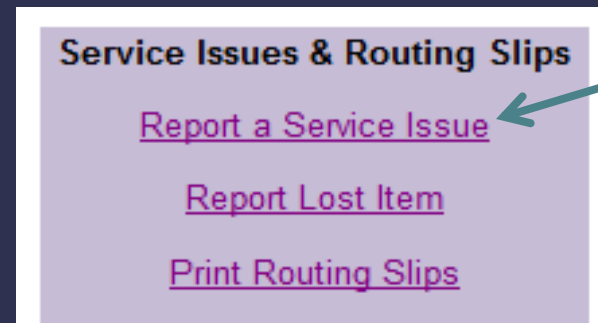 Service Issues & Routing Slips
Report a Service Issue
Report Lost Item
Print Routing Slips